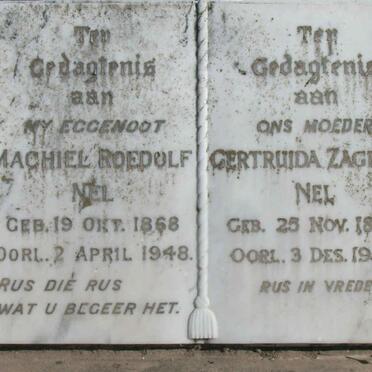 Ter
Gedagtenis
aan
MY EGGENOOT
MACHIEL ROEDOLF
NEL
GEB. 19 OKT. 1868
OORL. 2 APRIL 1948.
RUS DIE RUS
WAT U BEGEER HET.
Ter
Gedagtenis
aan
ONS MOEDER
GERTRUIDA
NEL
GEB. 25 NOV.
OORL. 3 DES.
RUS IN VREDE